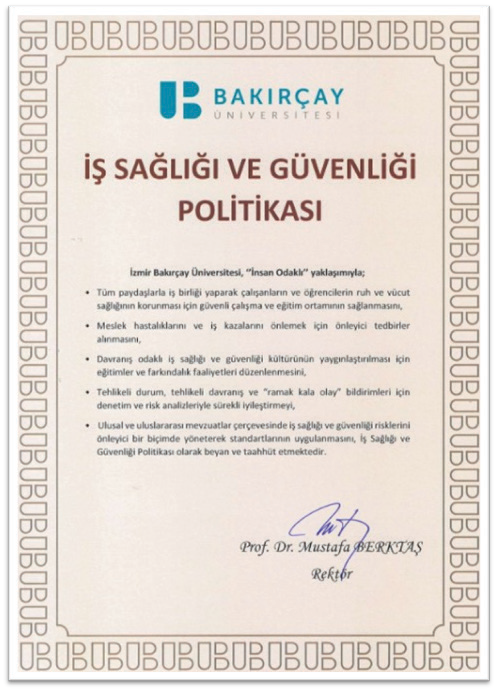 BAKIRÇAY
ÜNİVERSİTESİ
İŞ SAĞLIĞI VE GÜVENLİĞİ
POLİTİKASI
İzmir Bakırçay Üniversitesi, “İnsan Odaklı” yaklaşımıyla;
• Tüm paydaşlarla iş birliği yaparak çalışanların ve öğrencilerin ruh ve vücut
sağlığının korunması için güvenli çalışma ve eğitim ortamının sağlanmasını,
• Meslek hastalıklarını ve iş kazalarını önlemek için önleyici tedbirler
alınmasını,
• Davranış odaklı iş sağlığı ve güvenliği kültürünün yaygınlaştırılması için
eğitimler ve farkındalık faaliyetleri düzenlenmesini,
• Tehlikeli durum, tehlikeli davranış ve “ramak kala olay” bildirimleri için
denetim ve risk analizleriyle sürekli iyileştirmeyi,
• Ulusal ve uluslararası mevzuatlar çerçevesinde iş sağlığı ve güvenliği risklerini
önleyici bir biçimde yöneterek standartlarının uygulanmasını, İş Sağlığı ve
Güvenliği Politikası olarak beyan ve taahhüt etmektedir.
Prof. Dr. Mustafa BERKTAŞ
Rektör